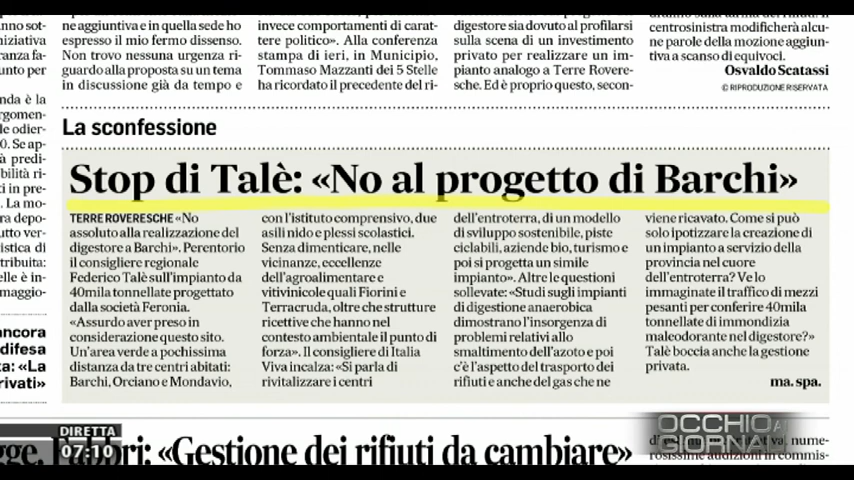 ne aggiuntiva e in quella sede ho
espresso il mio fermo dissenso.
Non trovo nessuna urgenza ri-
guardo alla proposta su un tema
in discussione già da tempo e
invece comportamenti di carat-
tere politico». Alla conferenza
stampa di ieri, in Municipio,
Tommaso Mazzanti dei 5 Stelle
ha ricordato il precedente del ri-
digestore sia dovuto al profilarsi
sulla scena di un investimento
privato per realizzare un im-
pianto analogo a Terre Rovere-
sche. Ed è proprio questo, secon-
centrosinistra modificherà alcu-
ne parole della mozione aggiun-
tiva a scanso di equivoci.
Osvaldo Scatassi
© RIPRODUZIONE RISERVATA
La sconfessione
Stop di Talè: «No al progetto di Barchi»
TERRE ROVERESCHE «No
assoluto alla realizzazione del
digestore a Barchi». Perentorio
il consigliere regionale
Federico Talè sull'impianto da
40mila tonnellate progettato
dalla società Feronia.
«Assurdo aver preso in
considerazione questo sito.
Un'area verde a pochissima
distanza da tre centri abitati:
Barchi, Orciano e Mondavio,
con l'istituto comprensivo, due
asili nido e plessi scolastici.
Senza dimenticare, nelle
vicinanze, eccellenze
dell'agroalimentare e
vitivinicole quali Fiorini e
Terracruda, oltre che strutture
ricettive che hanno nel
contesto ambientale il punto di
forza». Il consigliere di Italia
Viva incalza: «Si parla di
rivitalizzare i centri
dell'entroterra, di un modello
di sviluppo sostenibile, piste
ciclabili, aziende bio, turismo e
poi si progetta un simile
impianto». Altre le questioni
sollevate: «Studi sugli impianti
di digestione anaerobica
dimostrano l'insorgenza di
problemi relativi allo
smaltimento dell'azoto e poi
c'è l'aspetto del trasporto dei
rifiuti e anche del gas che ne
viene ricavato. Come si può
solo ipotizzare la creazione di
un impianto a servizio della
provincia nel cuore
dell'entroterra? Ve lo
immaginate il traffico di mezzi
pesanti per conferire 40mila
tonnellate di immondizia
maleodorante nel digestore?»
Talè boccia anche la gestione
privata.
ma. spa.
DIRETTA
07:10
OCCHIO AI
GIORNALI
bri: «Gestione dei rifiuti da cambiare»